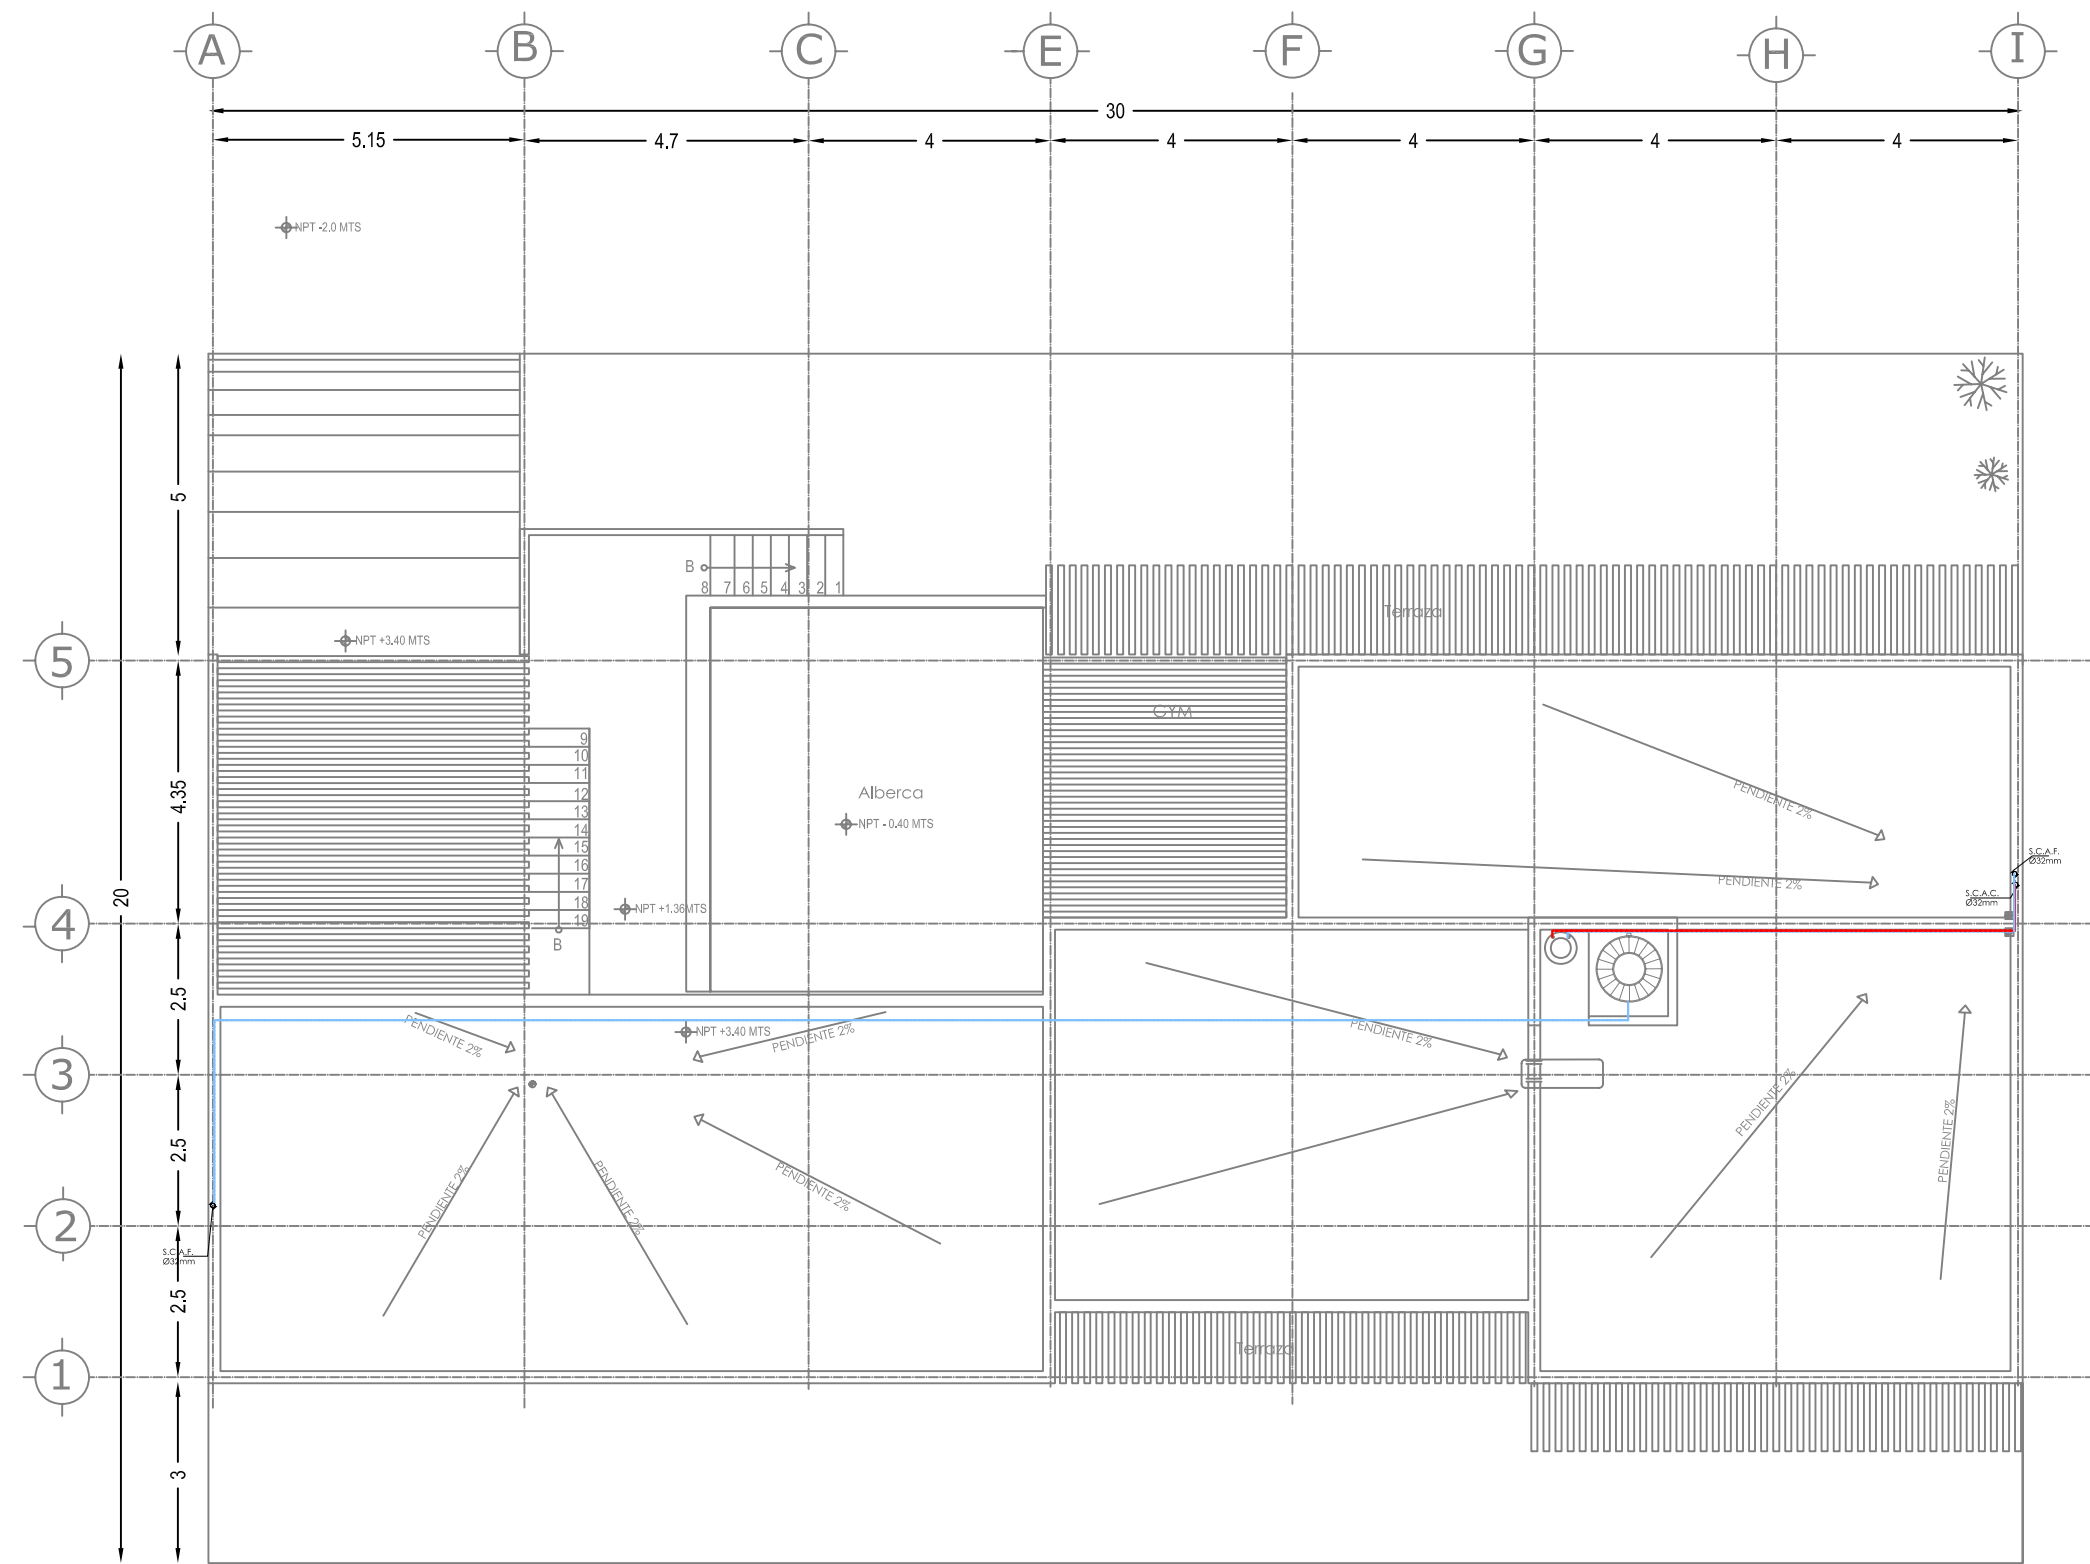 A B C E F G H I
30
5.15 4.7 4 4 4 4 4
NPT -2.0 MTS
5
B
8 7 6 5 4 3 2 1
Terraza
NPT +3.40 MTS
5
GYM
9
10
11
12
13
14
15
16
17
18
19
B
4.35
Alberca
NPT - 0.40 MTS
PENDIENTE 2%
PENDIENTE 2%
S.C.A.F.
Ø32mm
S.C.A.C.
Ø32mm
20
NPT +1.36MTS
4
2.5
PENDIENTE 2%
NPT +3.40 MTS
PENDIENTE 2%
PENDIENTE 2%
3
PENDIENTE 2%
PENDIENTE 2%
2.5
PENDIENTE 2%
PENDIENTE 2%
PENDIENTE 2%
2
S.C.A.F.
Ø32mm
2.5
Terraza
1
3